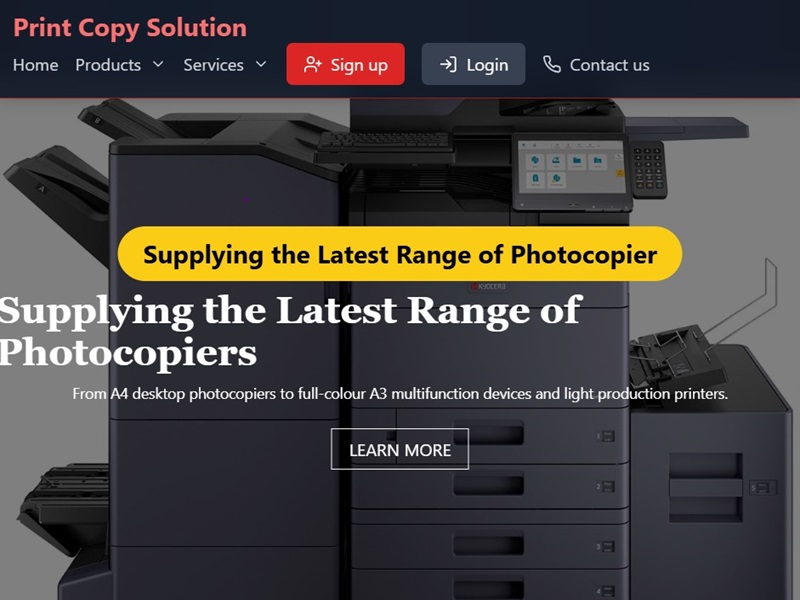 Print Copy Solution
Home Products Services Sign up Login Contact us
Supplying the Latest Range of Photocopier
KYOCERA
Supplying the Latest Range of
Photocopiers
From A4 desktop photocopiers to full-colour A3 multifunction devices and light production printers.
LEARN MORE